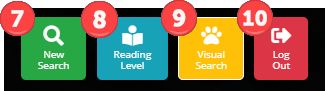 7 8 9 10
New Reading Visual Log
Search Level Search Out